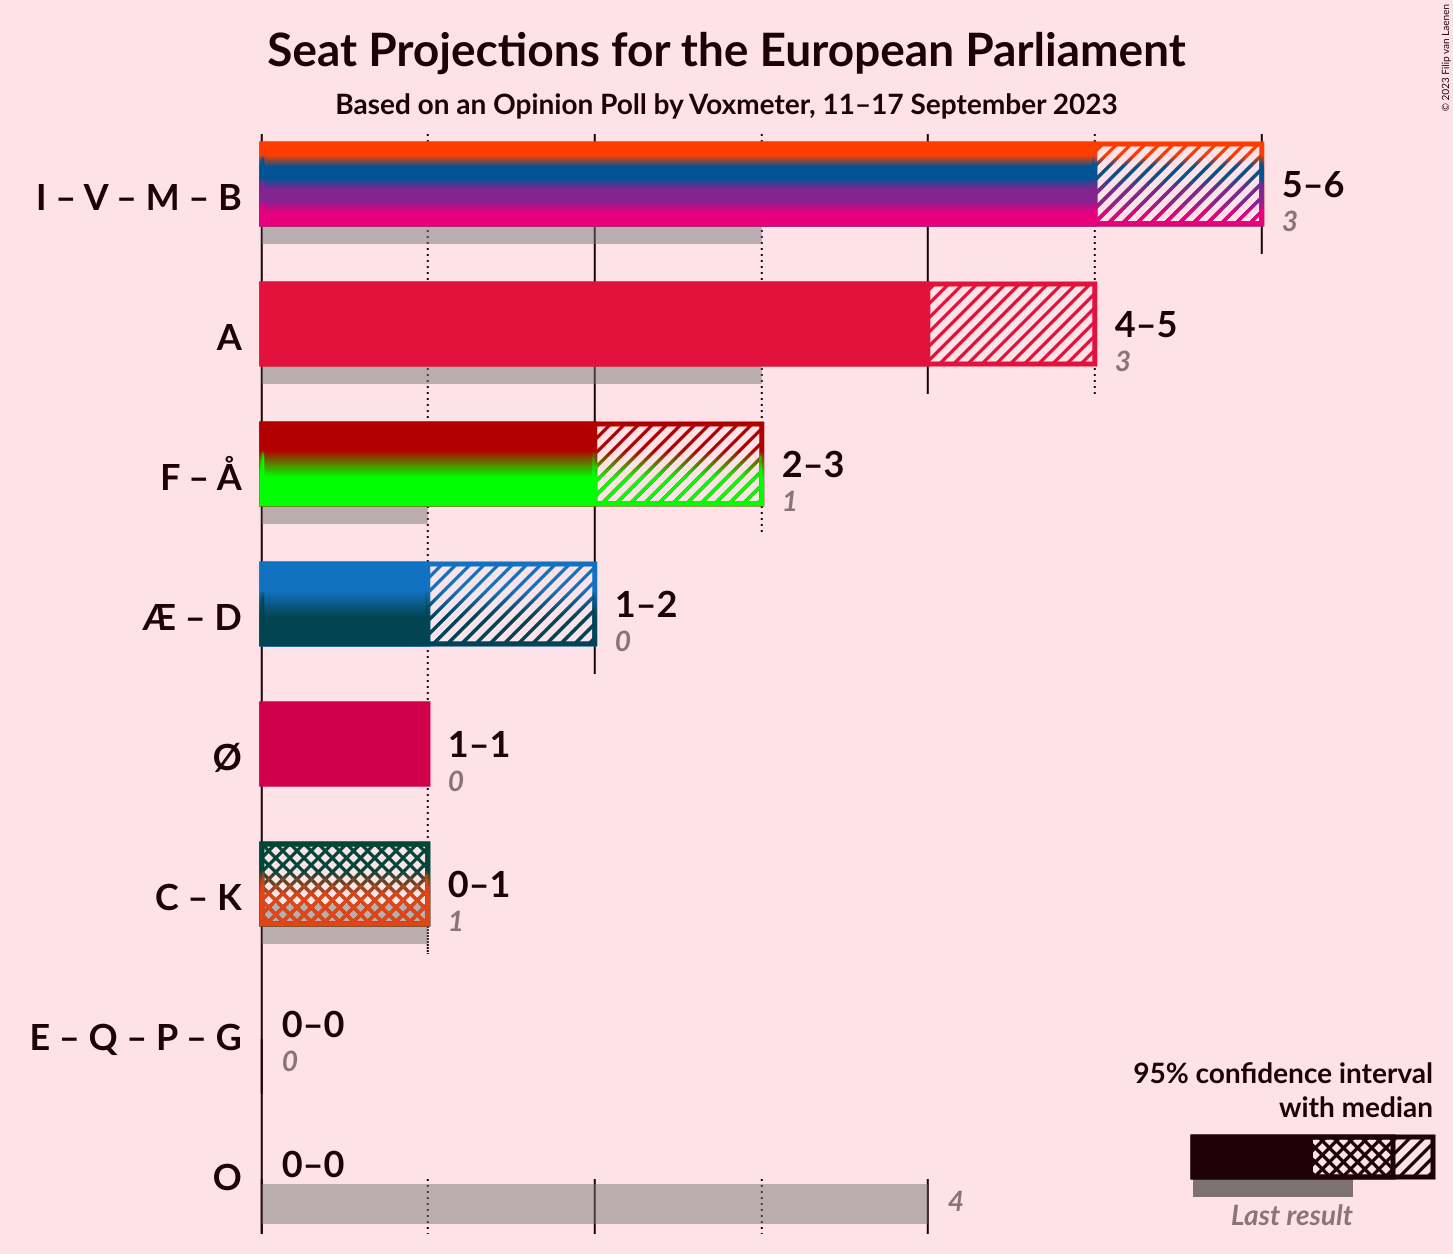 Seat Projections for the European Parliament
Based on an Opinion Poll by Voxmeter, 11–17 September 2023
© 2023 Filip van Laenen
I – V – M – B
5–6
3
A
4–5
3
F – Å
2–3
1
Æ – D
1–2
0
Ø
1–1
0
C – K
0–1
1
E – Q – P – G
0–0
0
O
0–0
4
95% confidence interval
with median
Last result